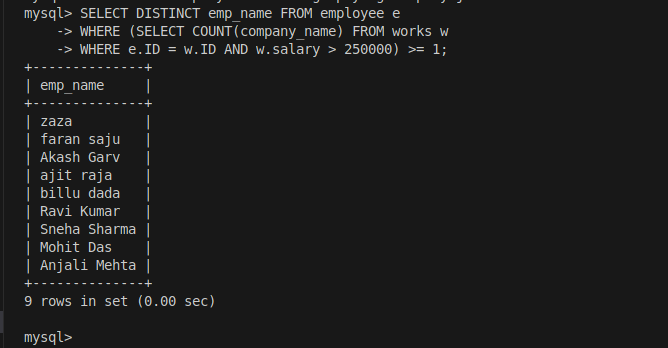 mysql> SELECT DISTINCT emp_name FROM employee e
    -> WHERE (SELECT COUNT(company_name) FROM works w
    -> WHERE e.ID = w.ID AND w.salary > 250000) >= 1;
+--------------+
| emp_name     |
+--------------+
| zaza         |
| faran saju   |
| Akash Garv   |
| ajit raja    |
| billu dada   |
| Ravi Kumar   |
| Sneha Sharma |
| Mohit Das    |
| Anjali Mehta |
+--------------+
9 rows in set (0.00 sec)

mysql>